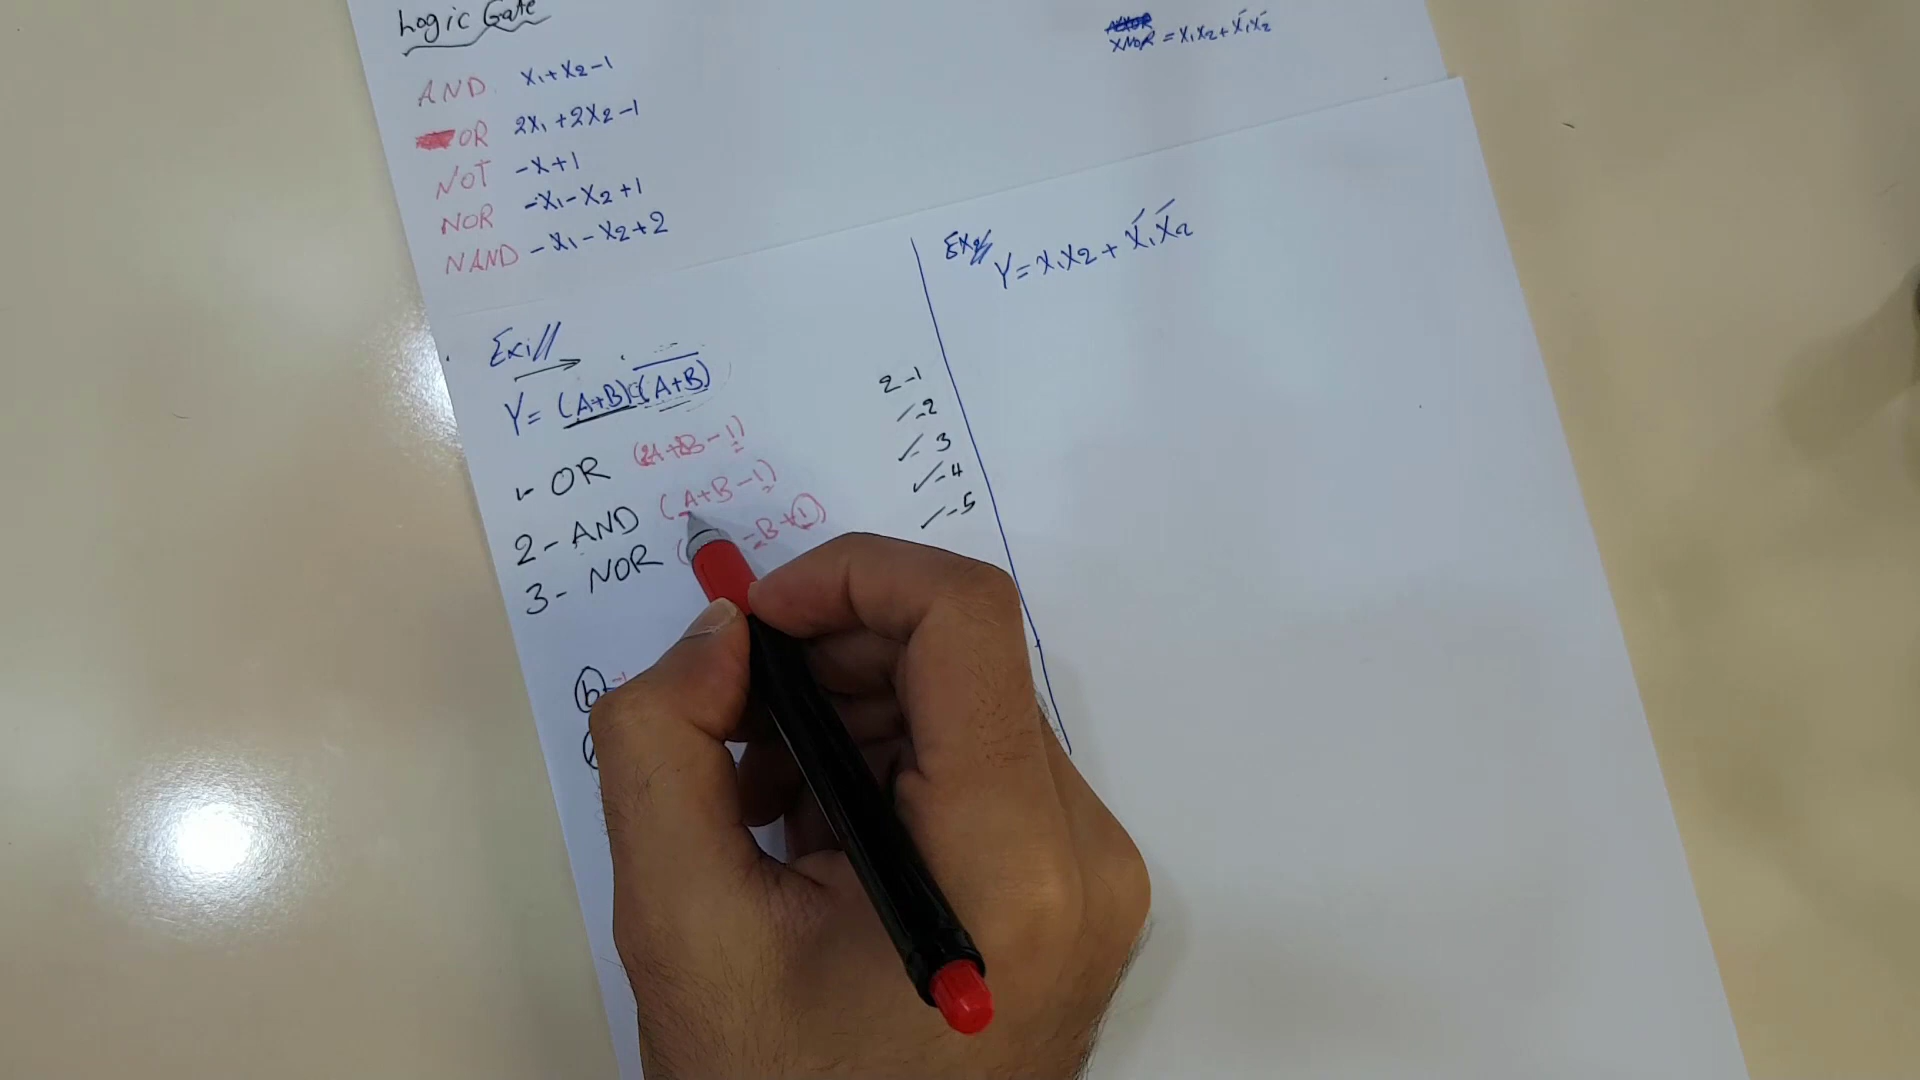 Logic Gate
AND x₁+x₂-1
OR 2x₁+2x₂-1
NOT -x+1
NOR -x₁-x₂+1
NAND -x₁-x₂+2
XNOR = x₁x₂+x̄₁x̄₂
Ex1//
Y= (A+B).(A+B)̅
1- OR (2A+2B-1)
2- AND (A+B-1)
3- NOR ( -B+1)
b -1
2-1
-2
-3
-4
-5
Ex2//
Y= x₁x₂+x̄₁x̄₂